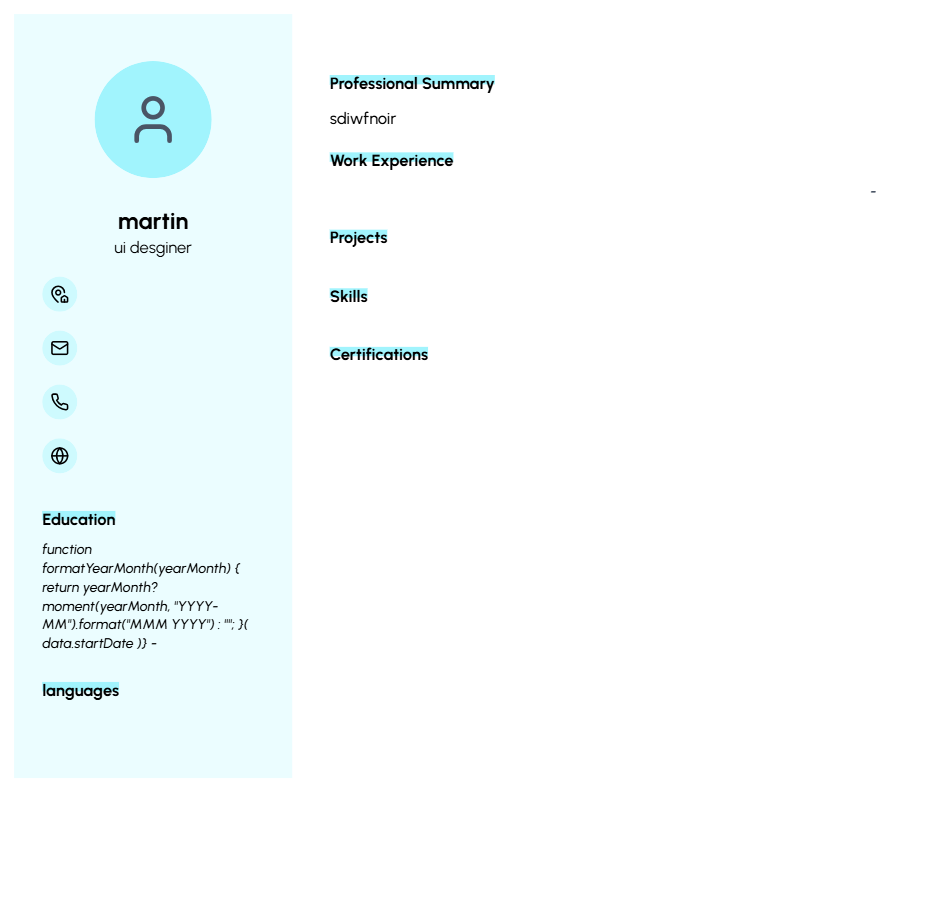 martin
ui desginer
Education
function
formatYearMonth(yearMonth) {
return yearMonth?
moment(yearMonth, "YYYY-
MM").format("MMM YYYY") : ""; }(
data.startDate )} -
languages
Professional Summary
sdiwfnoir
Work Experience
-
Projects
Skills
Certifications